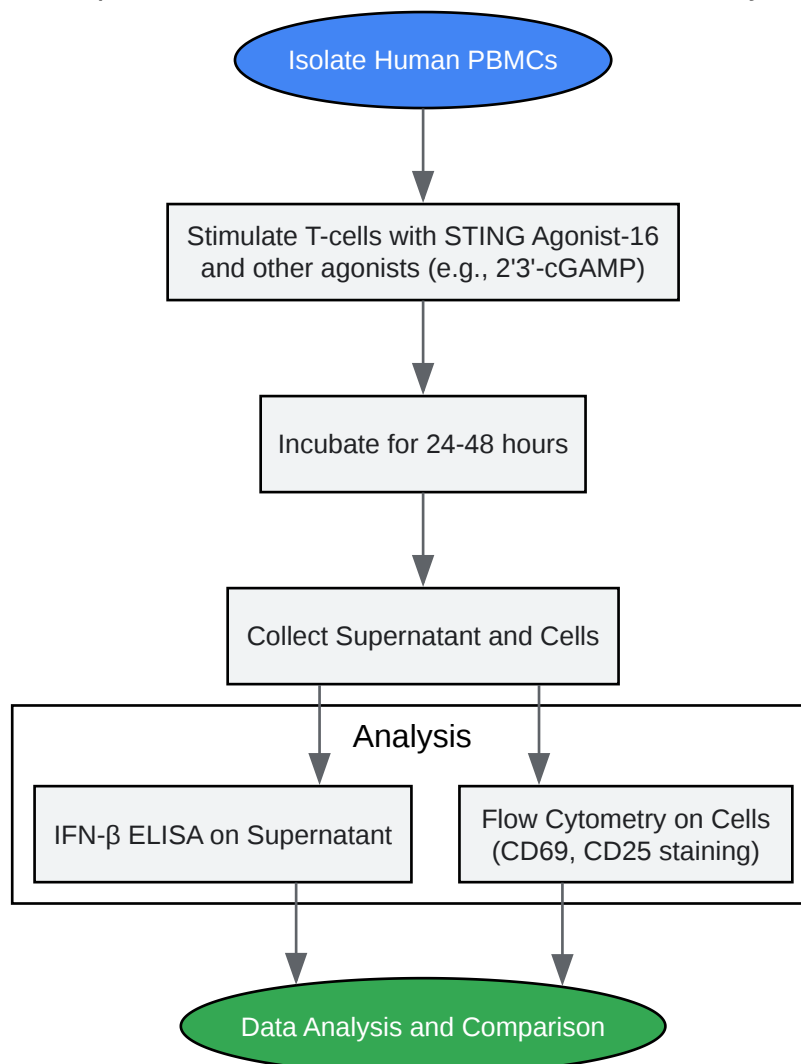 Isolate Human PBMCs
Stimulate T-cells with STING Agonist-16
and other agonists (e.g., 2'3'-cGAMP)
Incubate for 24-48 hours
Collect Supernatant and Cells
Analysis
IFN-β ELISA on Supernatant
Flow Cytometry on Cells
(CD69, CD25 staining)
Data Analysis and Comparison